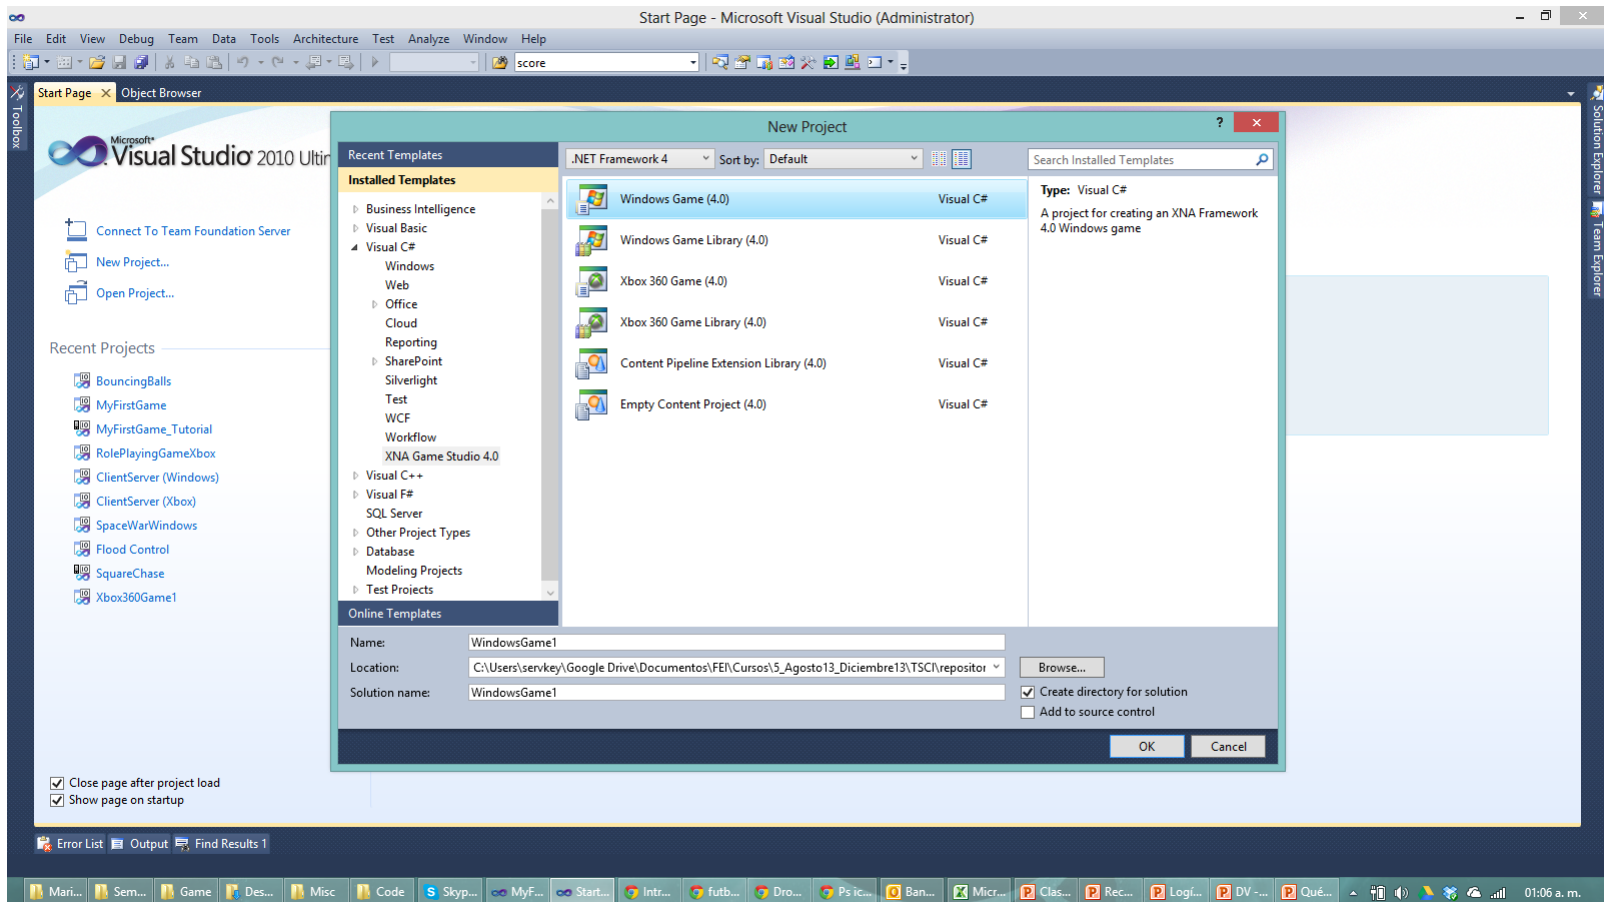 Start Page - Microsoft Visual Studio (Administrator)
File Edit View Debug Team Data Tools Architecture Test Analyze Window Help
score
Start Page Object Browser
Toolbox
Solution Explorer
Team Explorer
Microsoft
Visual Studio 2010 Ultin
Connect To Team Foundation Server
New Project...
Open Project...
Recent Projects
BouncingBalls
MyFirstGame
MyFirstGame_Tutorial
RolePlayingGameXbox
ClientServer (Windows)
ClientServer (Xbox)
SpaceWarWindows
Flood Control
SquareChase
Xbox360Game1
Close page after project load
Show page on startup
New Project
?
Recent Templates
Installed Templates
Business Intelligence
Visual Basic
Visual C#
Windows
Web
Office
Cloud
Reporting
SharePoint
Silverlight
Test
WCF
Workflow
XNA Game Studio 4.0
Visual C++
Visual F#
SQL Server
Other Project Types
Database
Modeling Projects
Test Projects
Online Templates
.NET Framework 4 Sort by: Default
Search Installed Templates
Windows Game (4.0) Visual C#
Windows Game Library (4.0) Visual C#
Xbox 360 Game (4.0) Visual C#
Xbox 360 Game Library (4.0) Visual C#
Content Pipeline Extension Library (4.0) Visual C#
Empty Content Project (4.0) Visual C#
Type: Visual C#
A project for creating an XNA Framework
4.0 Windows game
Name: WindowsGame1
Location: C:\Users\servkey\Google Drive\Documentos\FEI\Cursos\5_Agosto13_Diciembre13\TSCI\repositor
Browse...
Solution name: WindowsGame1
Create directory for solution
Add to source control
OK Cancel
Error List Output Find Results 1
Mari... Sem... Game Des... Misc Code Skyp... MyF... Start... Intr... futb... Dro... Ps ic... Ban... Micr... Clas... Rec... Logí... DV -... Qué... 01:06 a. m.